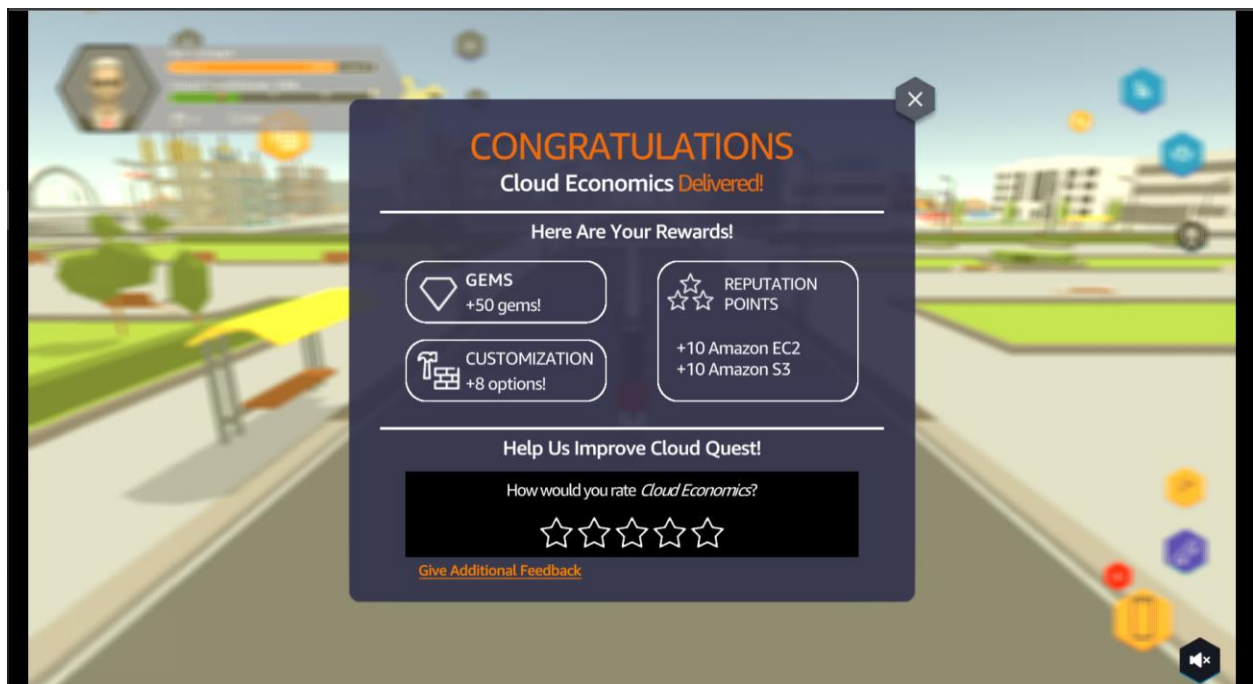 CONGRATULATIONS
Cloud Economics Delivered!
Here Are Your Rewards!
GEMS
+50 gems!
CUSTOMIZATION
+8 options!
REPUTATION
POINTS
+10 Amazon EC2
+10 Amazon S3
Help Us Improve Cloud Quest!
How would you rate Cloud Economics?
Give Additional Feedback